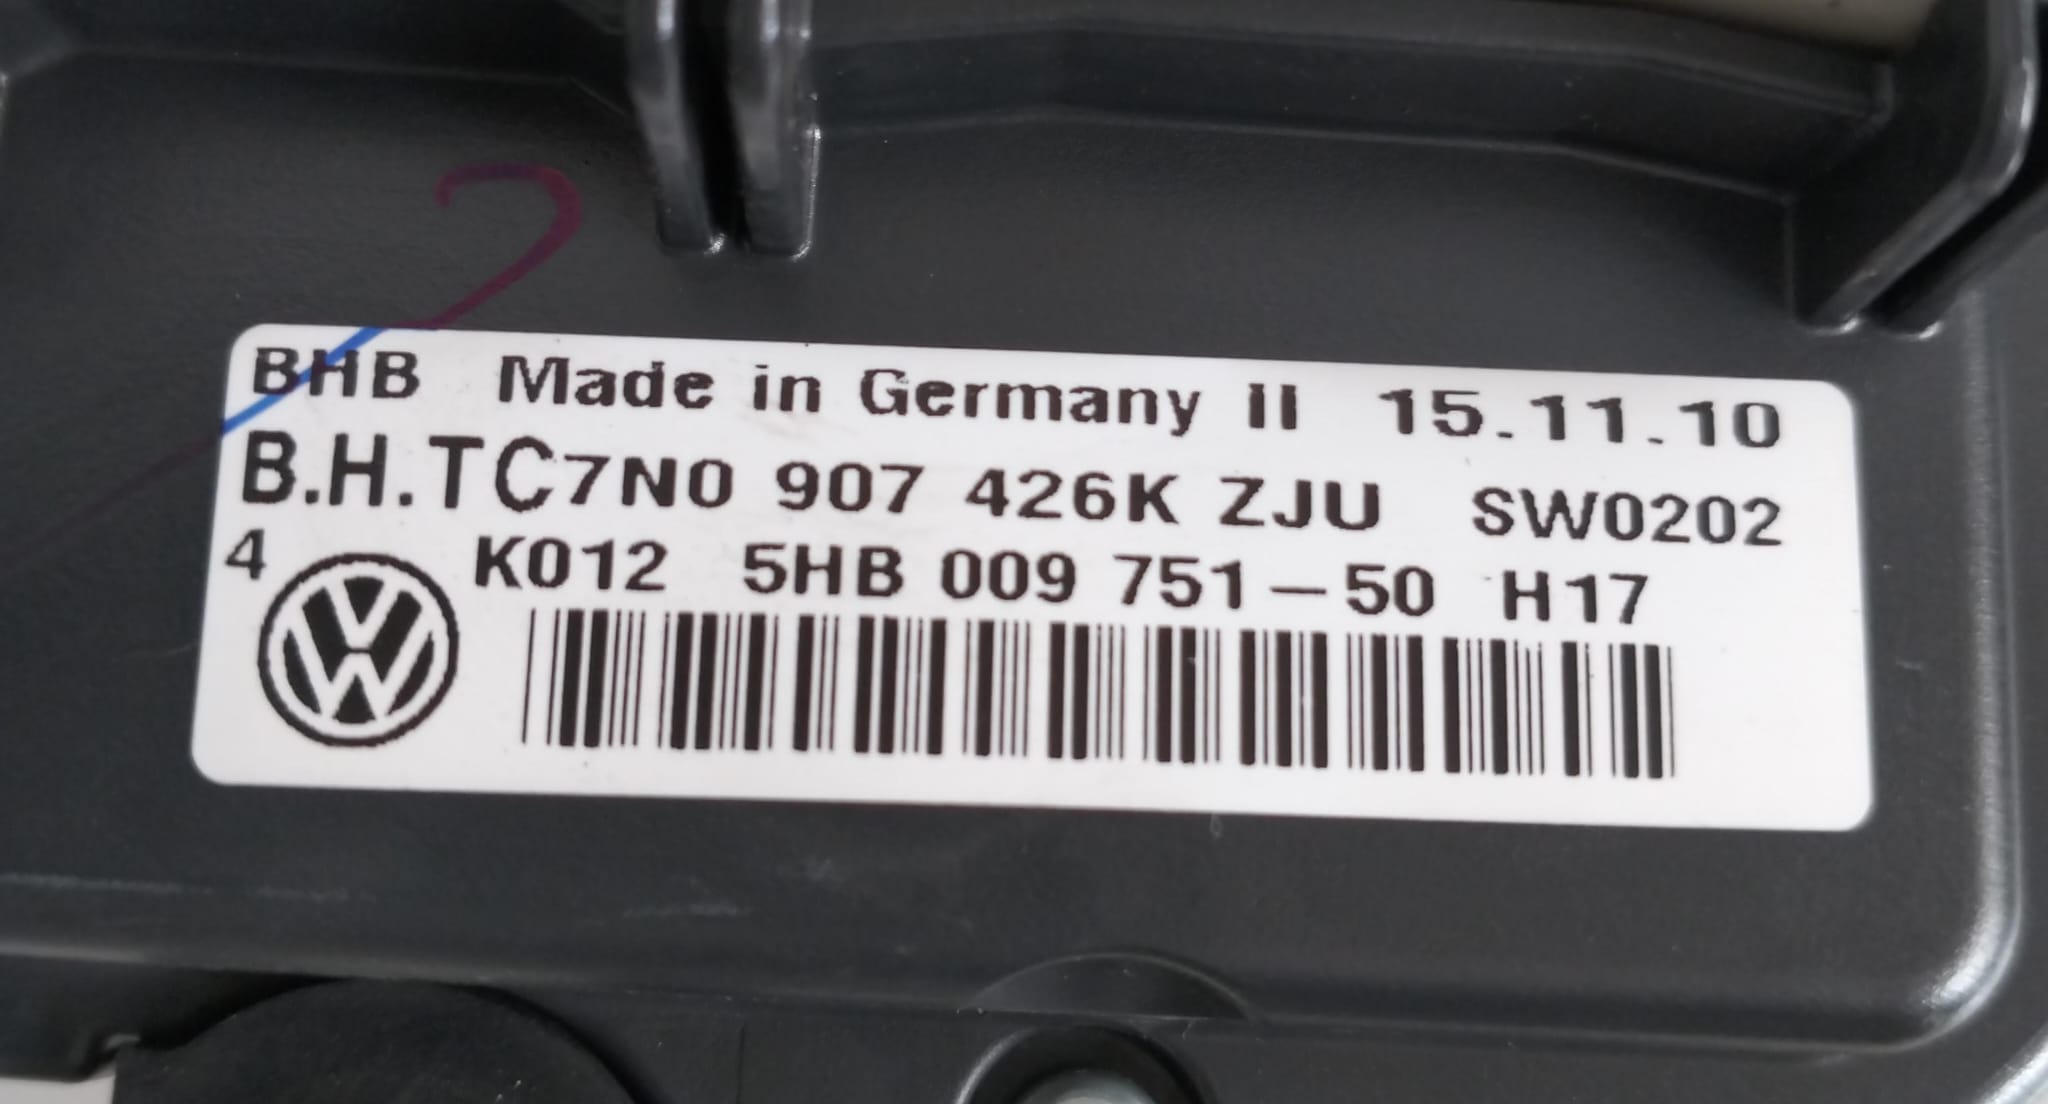 BHB Made in Germany II 15.11.10
B.H.TC7N0 907 426K ZJU SW0202
4 K012 5HB 009 751-50 H17